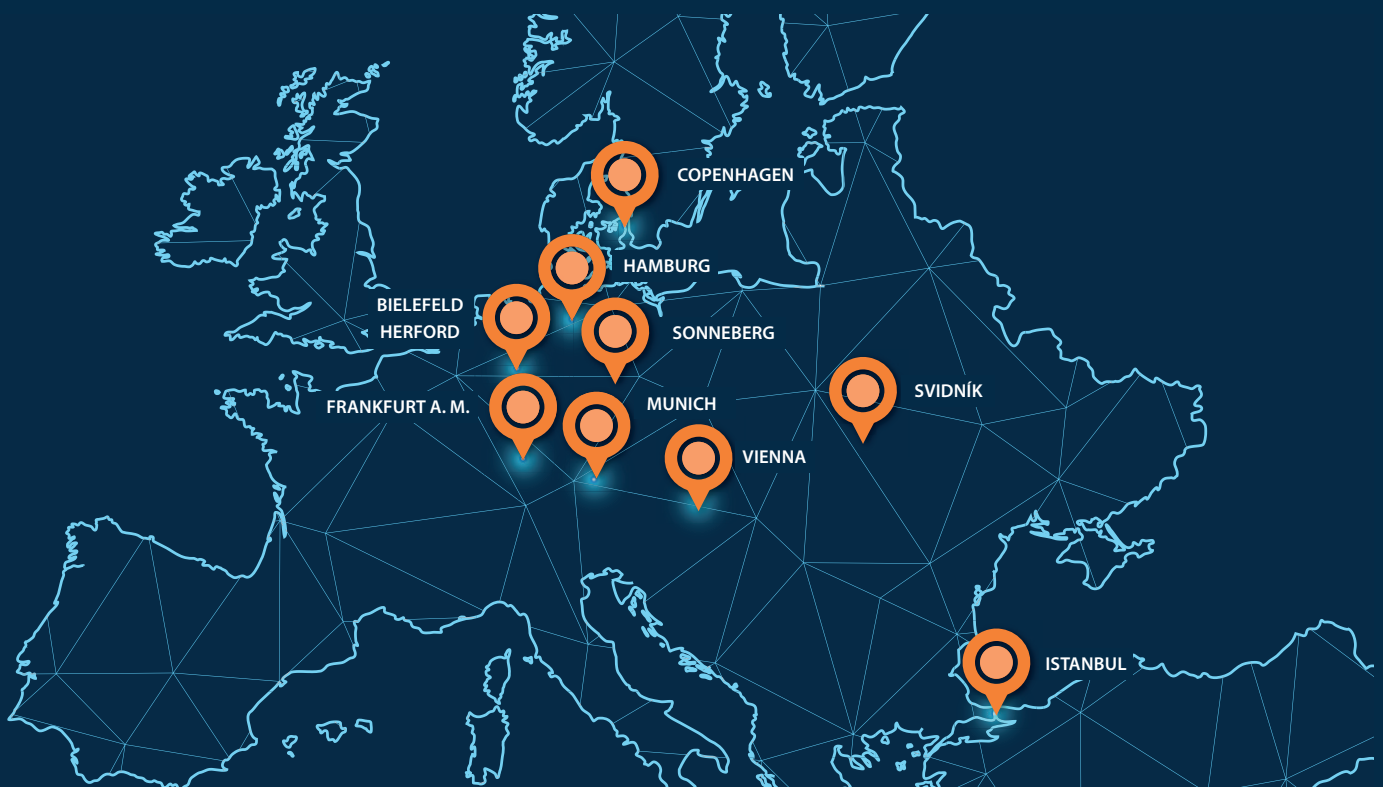 COPENHAGEN
HAMBURG
BIELEFELD
HERFORD
SONNEBERG
SVIDNÍK
MUNICH
FRANKFURT A. M.
VIENNA
ISTANBUL